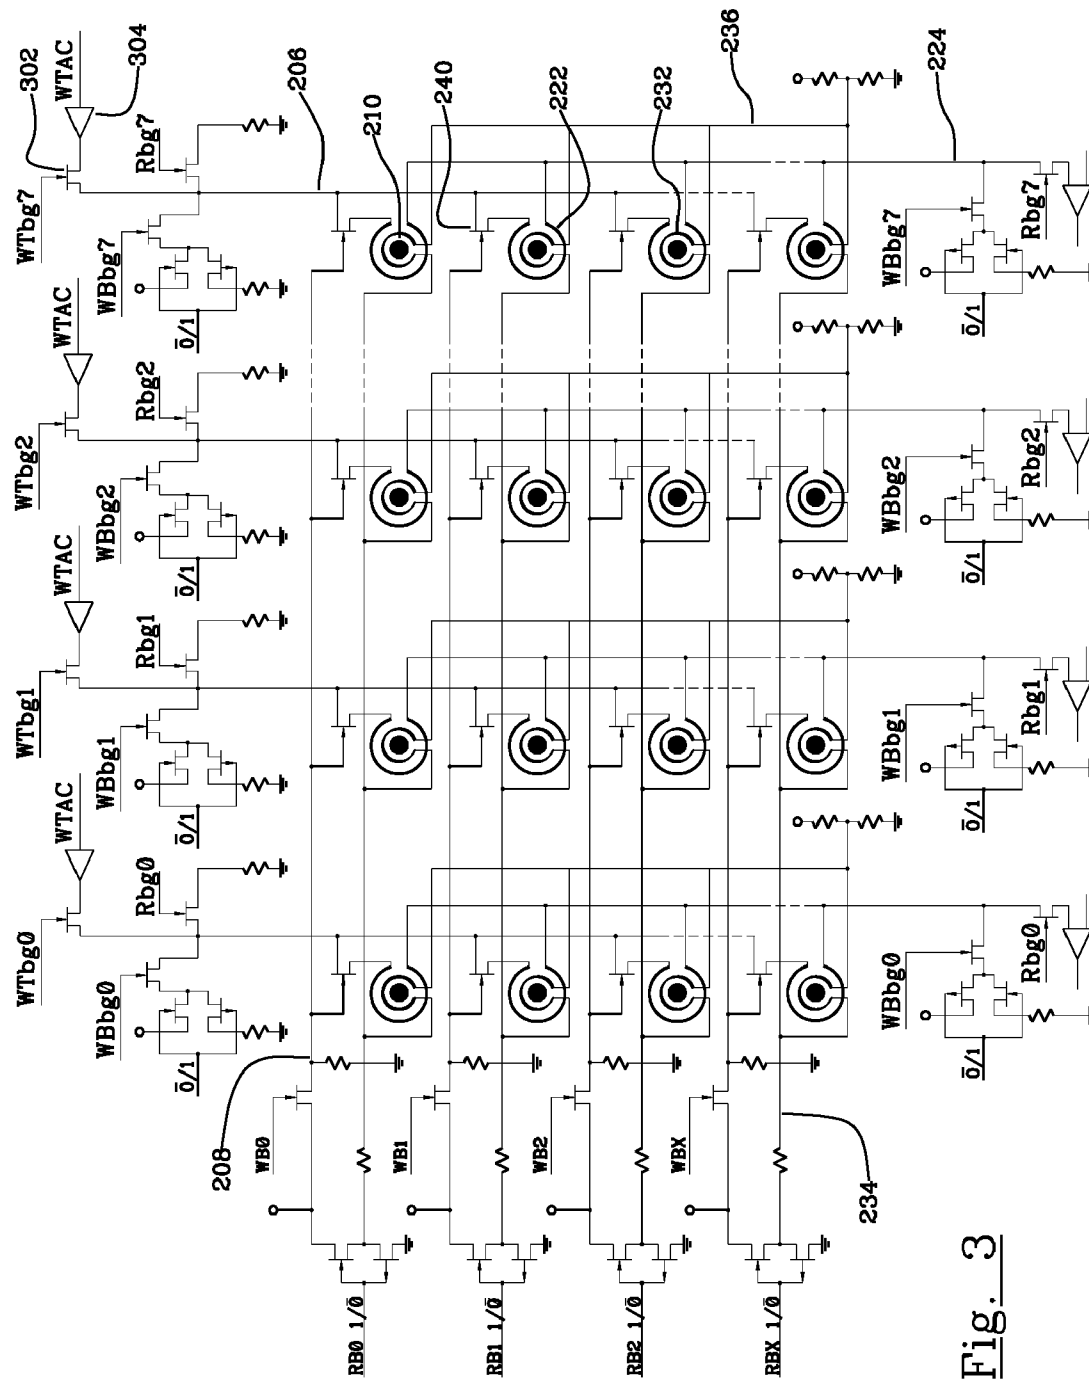 302
WTAC
304
206
210
240
222
232
236
224
WTbg7
Rbg7
WBbg7
0̅/1
WBbg7
Rbg7
0̅/1
WTAC
WTbg2
Rbg2
WBbg2
0̅/1
WBbg2
Rbg2
0̅/1
WTAC
WTbg1
Rbg1
WBbg1
0̅/1
WBbg1
Rbg1
0̅/1
WTAC
WTbg0
Rbg0
WBbg0
0̅/1
WBbg0
Rbg0
0̅/1
208
WB0
WB1
WB2
WBX
234
RB0 1/0̅
RB1 1/0̅
RB2 1/0̅
RBX 1/0̅
Fig. 3